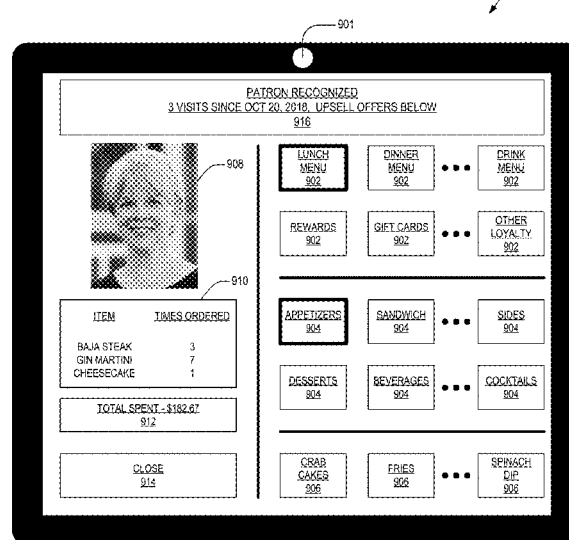 901
PATRON RECOGNIZED
3 VISITS SINCE OCT 20, 2018, UPSELL OFFERS BELOW
916
908
910
ITEM TIMES ORDERED
BAJA STEAK 3
GIN MARTINI 7
CHEESECAKE 1
TOTAL SPENT - $182.67
912
CLOSE
914
LUNCH MENU 902
DINNER MENU 902
DRINK MENU 902
REWARDS 902
GIFT CARDS 902
OTHER LOYALTY 902
APPETIZERS 904
SANDWICH 904
SIDES 904
DESSERTS 904
BEVERAGES 904
COCKTAILS 904
CRAB CAKES 906
FRIES 906
SPINACH DIP 906